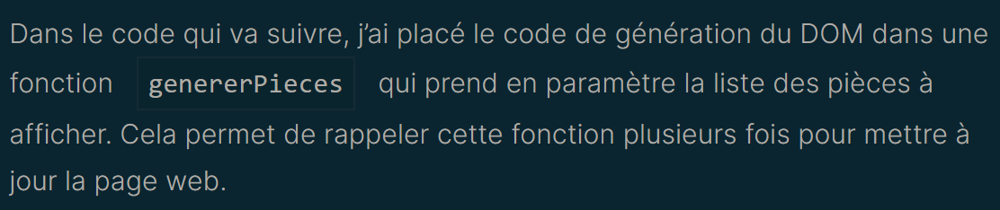 Dans le code qui va suivre, j’ai placé le code de génération du DOM dans une
fonction genererPieces qui prend en paramètre la liste des pièces à
afficher. Cela permet de rappeler cette fonction plusieurs fois pour mettre à
jour la page web.